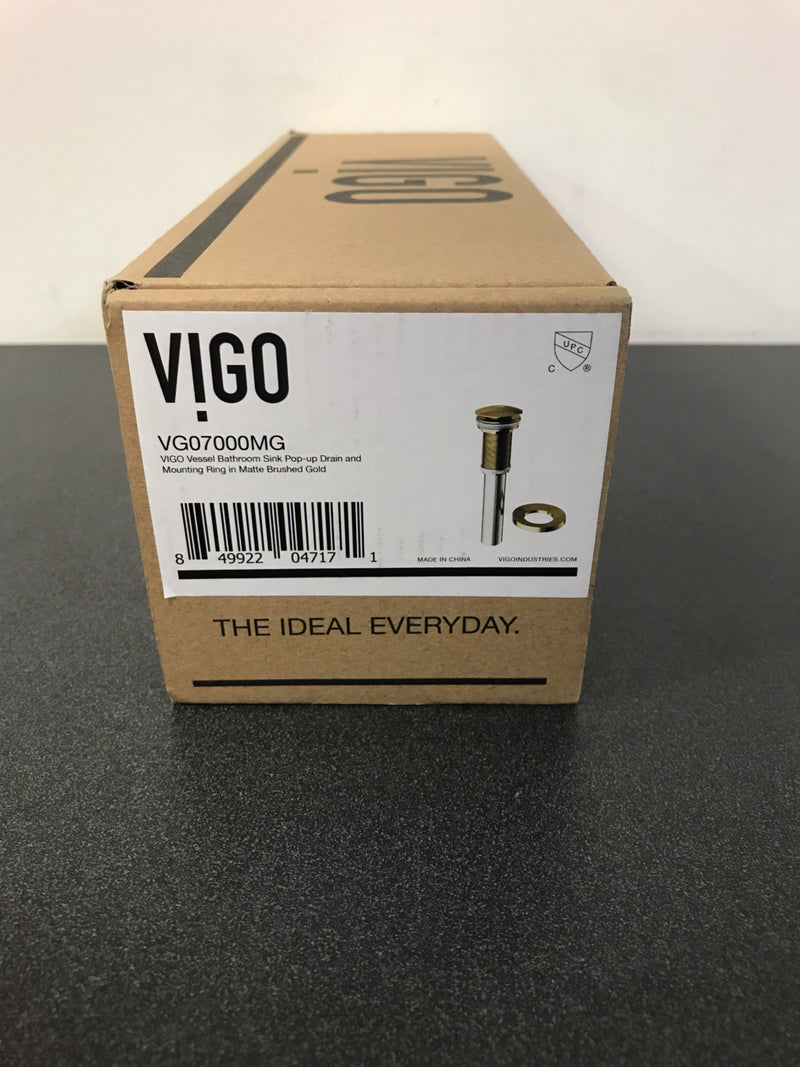 VIGO
VIGO
UPC
C ®
VG07000MG
VIGO Vessel Bathroom Sink Pop-up Drain and
Mounting Ring in Matte Brushed Gold
8 49922 04717 1
MADE IN CHINA VIGOINDUSTRIES.COM
THE IDEAL EVERYDAY.